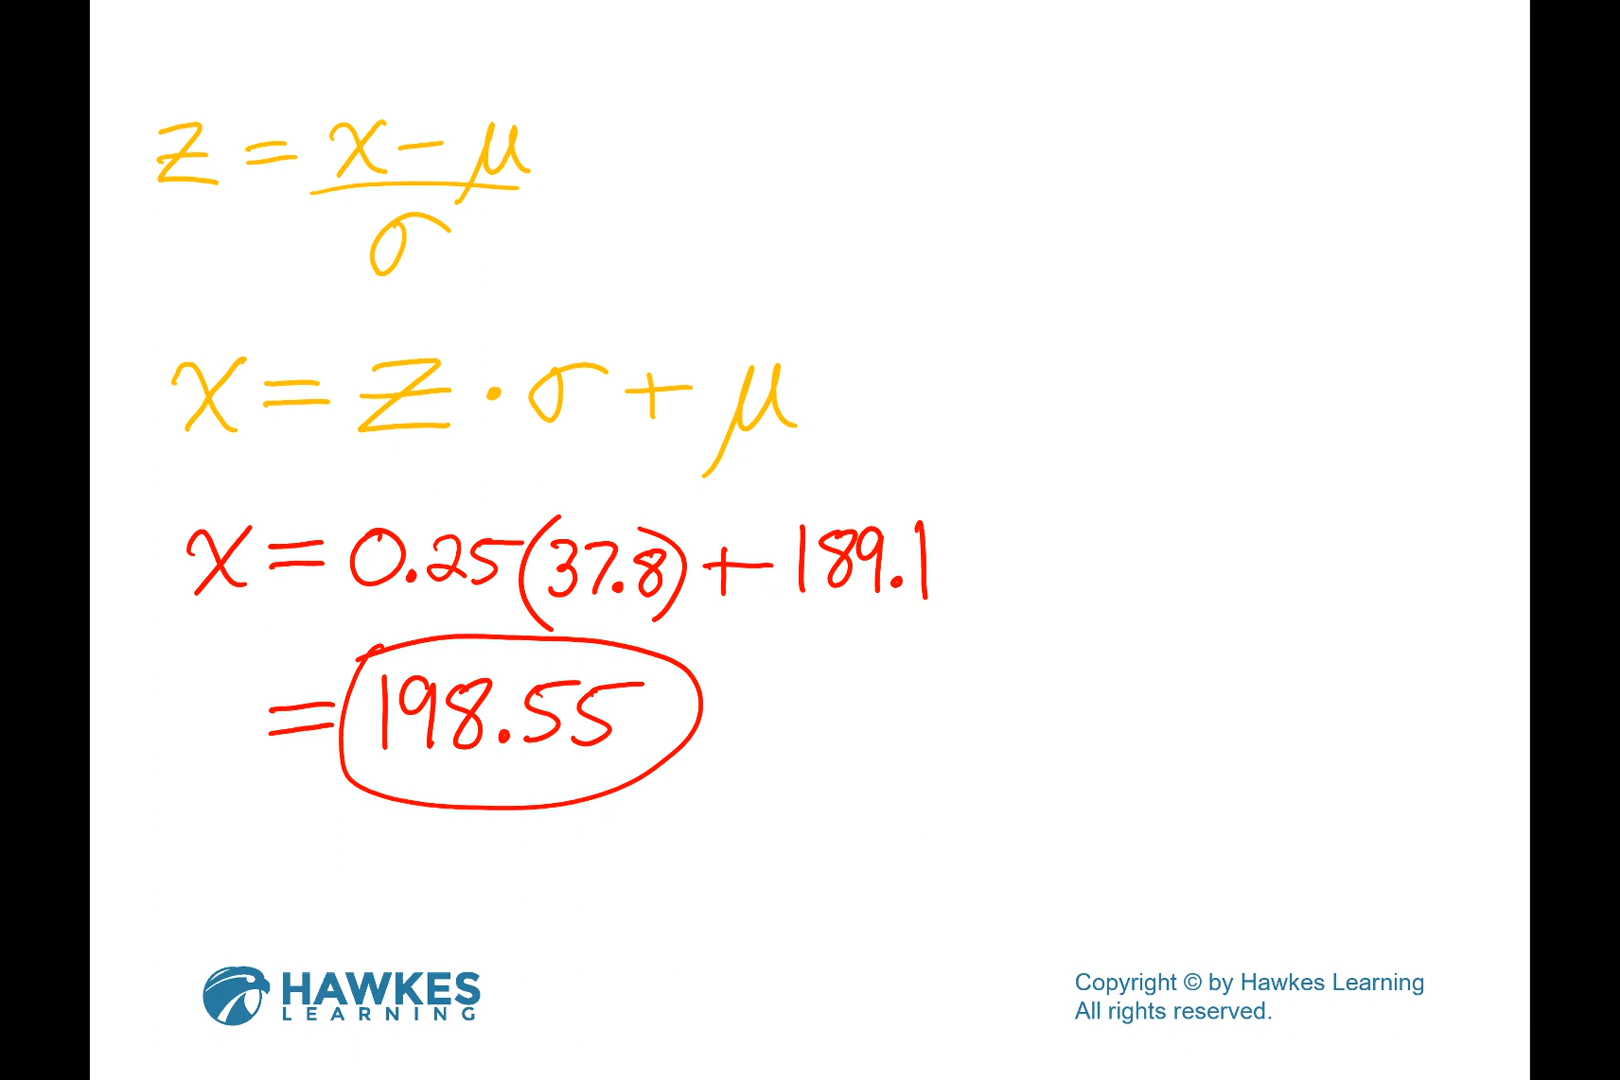 z = x - μ
σ
x = z · σ + μ
x = 0.25(37.8) + 189.1
= 198.55
HAWKES
LEARNING
Copyright © by Hawkes Learning
All rights reserved.